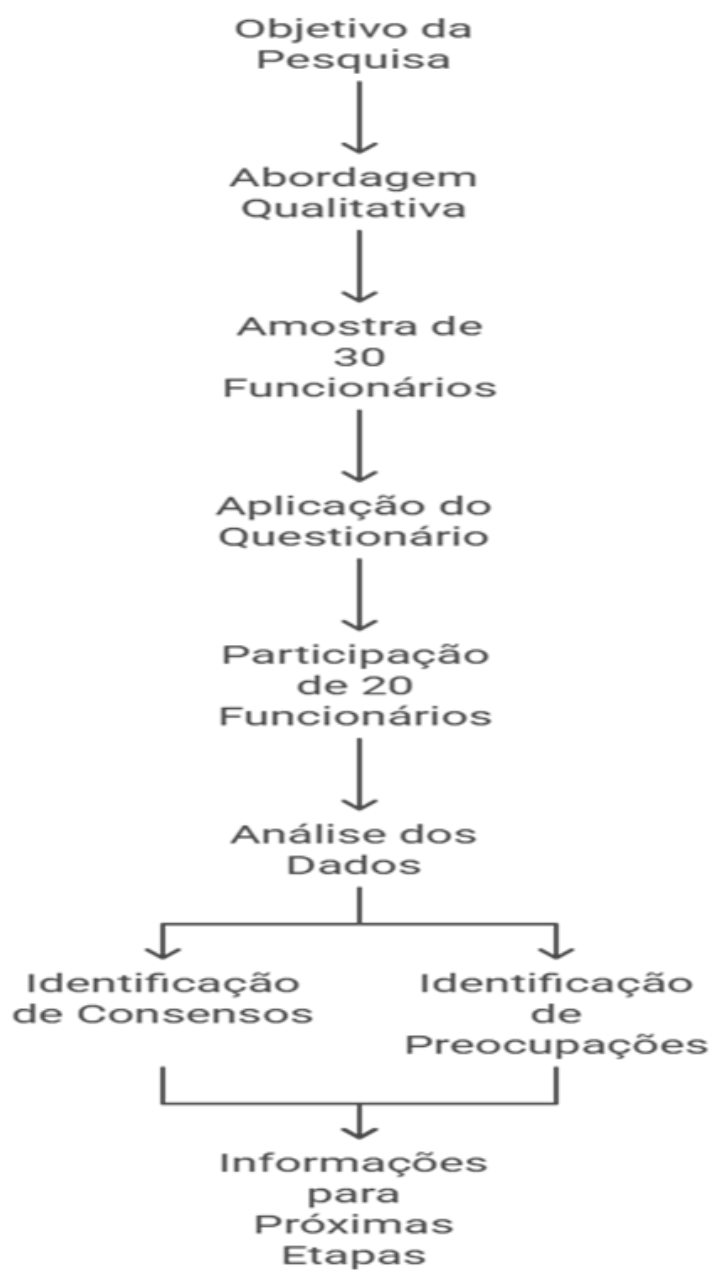 Objetivo da
Pesquisa
Abordagem
Qualitativa
Amostra de
30
Funcionários
Aplicação do
Questionário
Participação
de 20
Funcionários
Análise dos
Dados
Identificação
de Consensos
Identificação
de
Preocupações
Informações
para
Próximas
Etapas